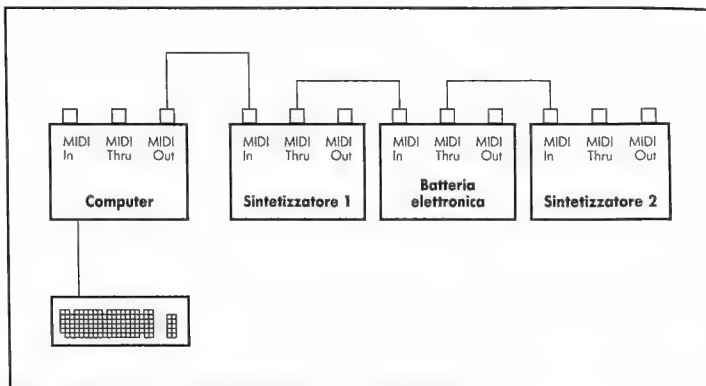 MIDI In
MIDI Thru
MIDI Out
Computer
MIDI In
MIDI Thru
MIDI Out
Sintetizzatore 1
MIDI In
MIDI Thru
MIDI Out
Batteria
elettronica
MIDI In
MIDI Thru
MIDI Out
Sintetizzatore 2